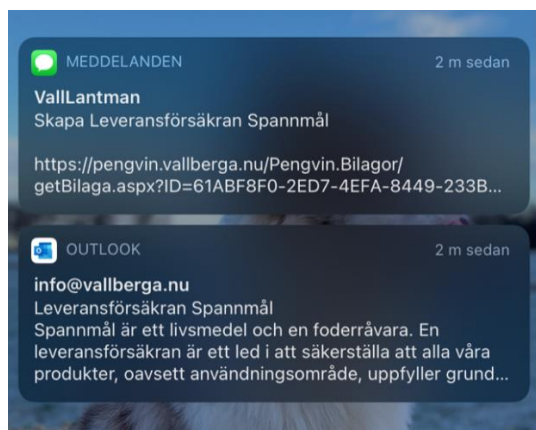 MEDDELANDEN 2 m sedan
VallLantman
Skapa Leveransförsäkran Spannmål
https://pengvin.vallberga.nu/Pengvin.Bilagor/
getBilaga.aspx?ID=61ABF8F0-2ED7-4EFA-8449-233B...
OUTLOOK 2 m sedan
info@vallberga.nu
Leveransförsäkran Spannmål
Spannmål är ett livsmedel och en foderråvara. En
leveransförsäkran är ett led i att säkerställa att alla våra
produkter, oavsett användningsområde, uppfyller grund...